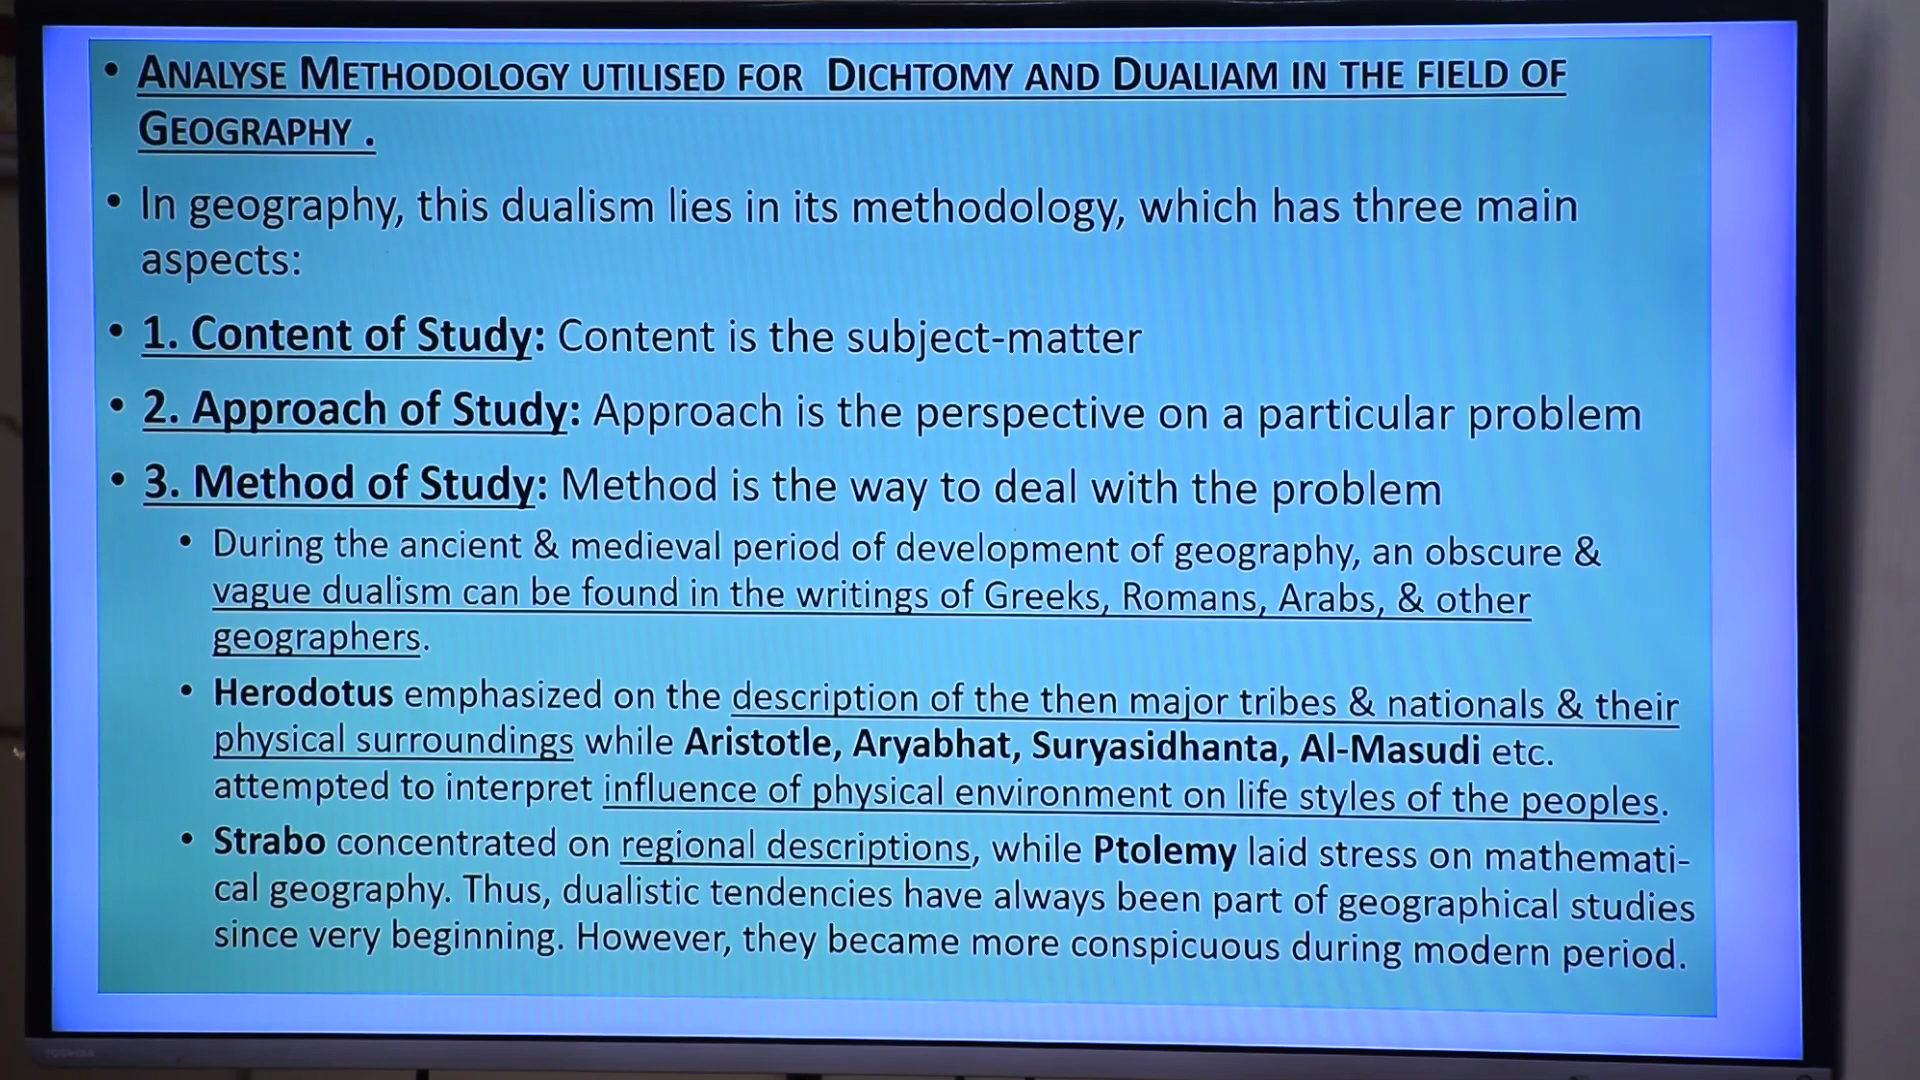 • ANALYSE METHODOLOGY UTILISED FOR DICHTOMY AND DUALIAM IN THE FIELD OF
GEOGRAPHY .
• In geography, this dualism lies in its methodology, which has three main
aspects:
• 1. Content of Study: Content is the subject-matter
• 2. Approach of Study: Approach is the perspective on a particular problem
• 3. Method of Study: Method is the way to deal with the problem
• During the ancient & medieval period of development of geography, an obscure &
vague dualism can be found in the writings of Greeks, Romans, Arabs, & other
geographers.
• Herodotus emphasized on the description of the then major tribes & nationals & their
physical surroundings while Aristotle, Aryabhat, Suryasidhanta, Al-Masudi etc.
attempted to interpret influence of physical environment on life styles of the peoples.
• Strabo concentrated on regional descriptions, while Ptolemy laid stress on mathemati-
cal geography. Thus, dualistic tendencies have always been part of geographical studies
since very beginning. However, they became more conspicuous during modern period.
TOSHIBA